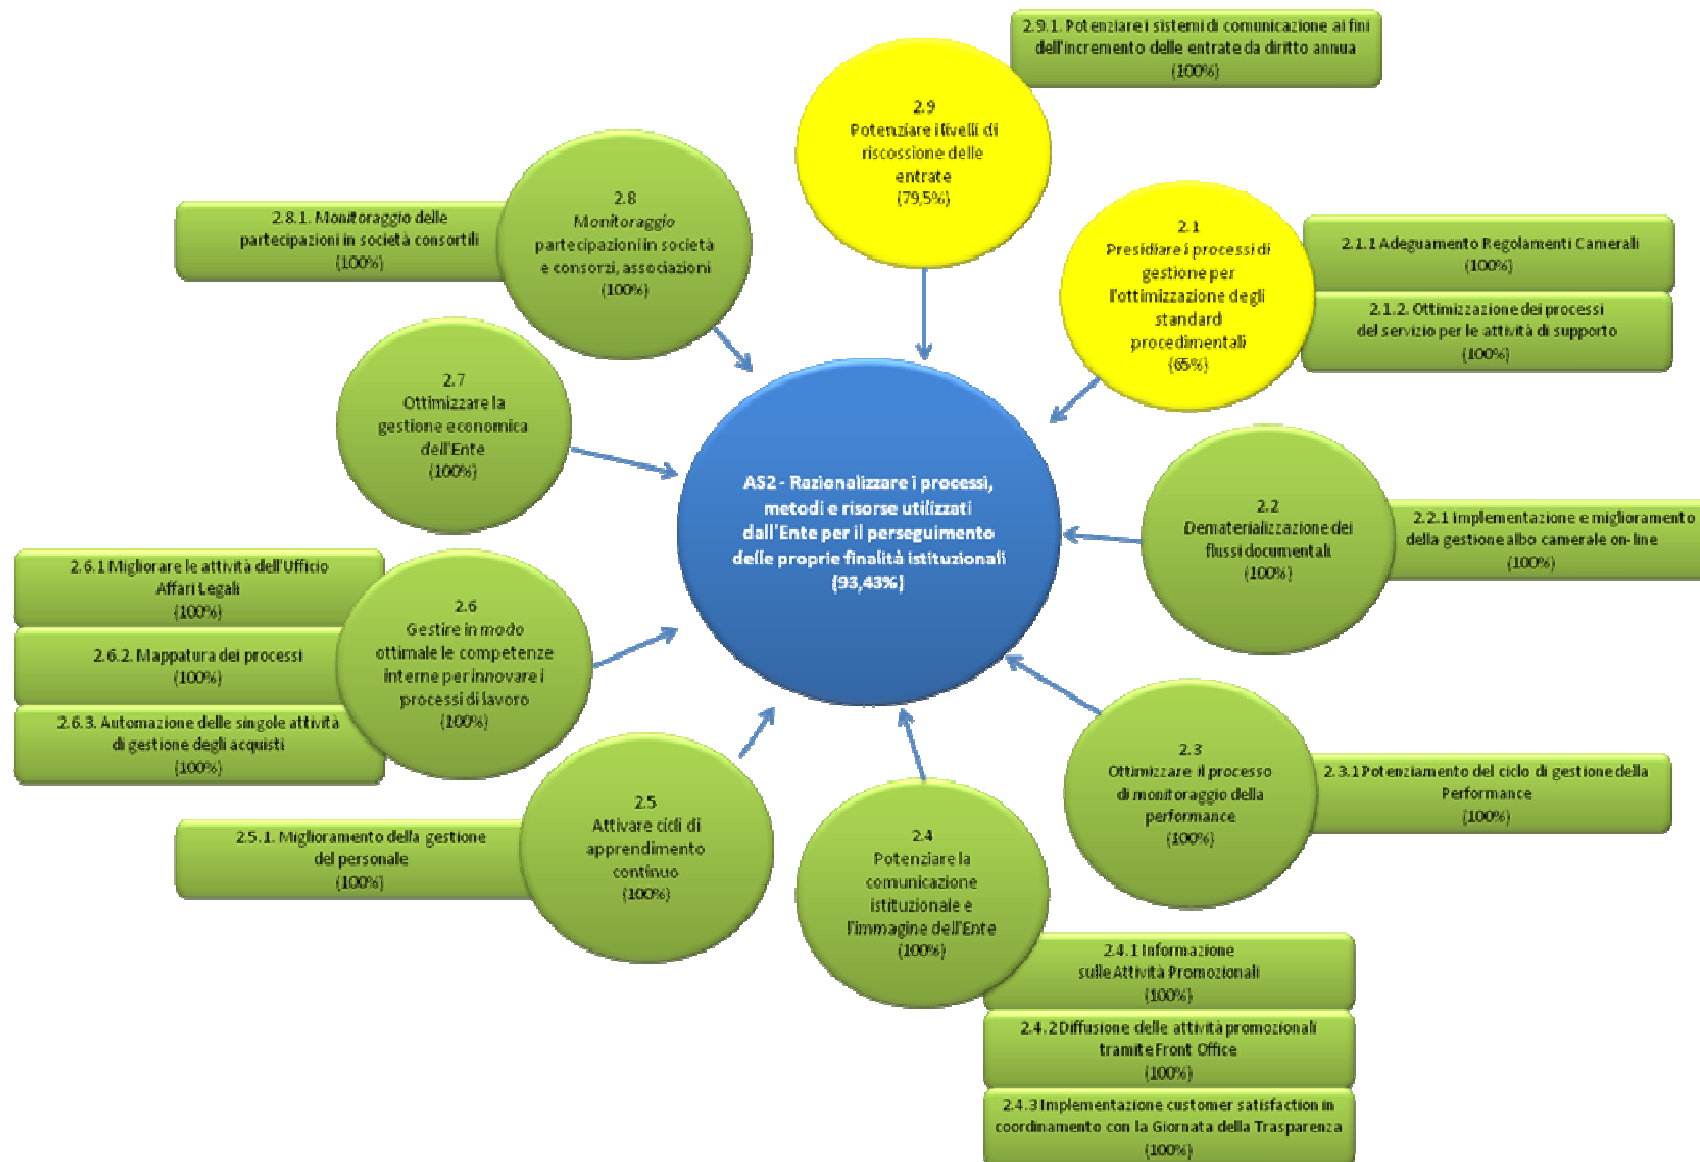 2.9.1. Potenziare i sistemi di comunicazione ai fini
dell'incremento delle entrate da diritto annua
(100%)
2.9
Potenziare i livelli di
riscossione delle
entrate
(79,5%)
2.8
Monitoraggio
partecipazioni in società
e consorzi, associazioni
(100%)
2.8.1. Monitoraggio delle
partecipazioni in società consortili
(100%)
2.1
Presidiare i processi di
gestione per
l'ottimizzazione degli
standard
procedimentali
(65%)
2.1.1 Adeguamento Regolamenti Camerali
(100%)
2.1.2. Ottimizzazione dei processi
del servizio per le attività di supporto
(100%)
2.7
Ottimizzare la
gestione economica
dell'Ente
(100%)
AS2 - Razionalizzare i processi,
metodi e risorse utilizzati
dall'Ente per il perseguimento
delle proprie finalità istituzionali
(93,43%)
2.2
Dematerializzazione dei
flussi documentali
(100%)
2.2.1 Implementazione e miglioramento
della gestione albo camerale on-line
(100%)
2.6.1 Migliorare le attività dell'Ufficio
Affari Legali
(100%)
2.6.2. Mappatura dei processi
(100%)
2.6.3. Automazione delle singole attività
di gestione degli acquisti
(100%)
2.6
Gestire in modo
ottimale le competenze
interne per innovare i
processi di lavoro
(100%)
2.3
Ottimizzare il processo
di monitoraggio della
performance
(100%)
2.3.1 Potenziamento del ciclo di gestione della
Performance
(100%)
2.5
Attivare cicli di
apprendimento
continuo
(100%)
2.5.1. Miglioramento della gestione
del personale
(100%)
2.4
Potenziare la
comunicazione
istituzionale e
l'immagine dell'Ente
(100%)
2.4.1 Informazione
sulle Attività Promozionali
(100%)
2.4.2 Diffusione delle attività promozionali
tramite Front Office
(100%)
2.4.3 Implementazione customer satisfaction in
coordinamento con la Giornata della Trasparenza
(100%)